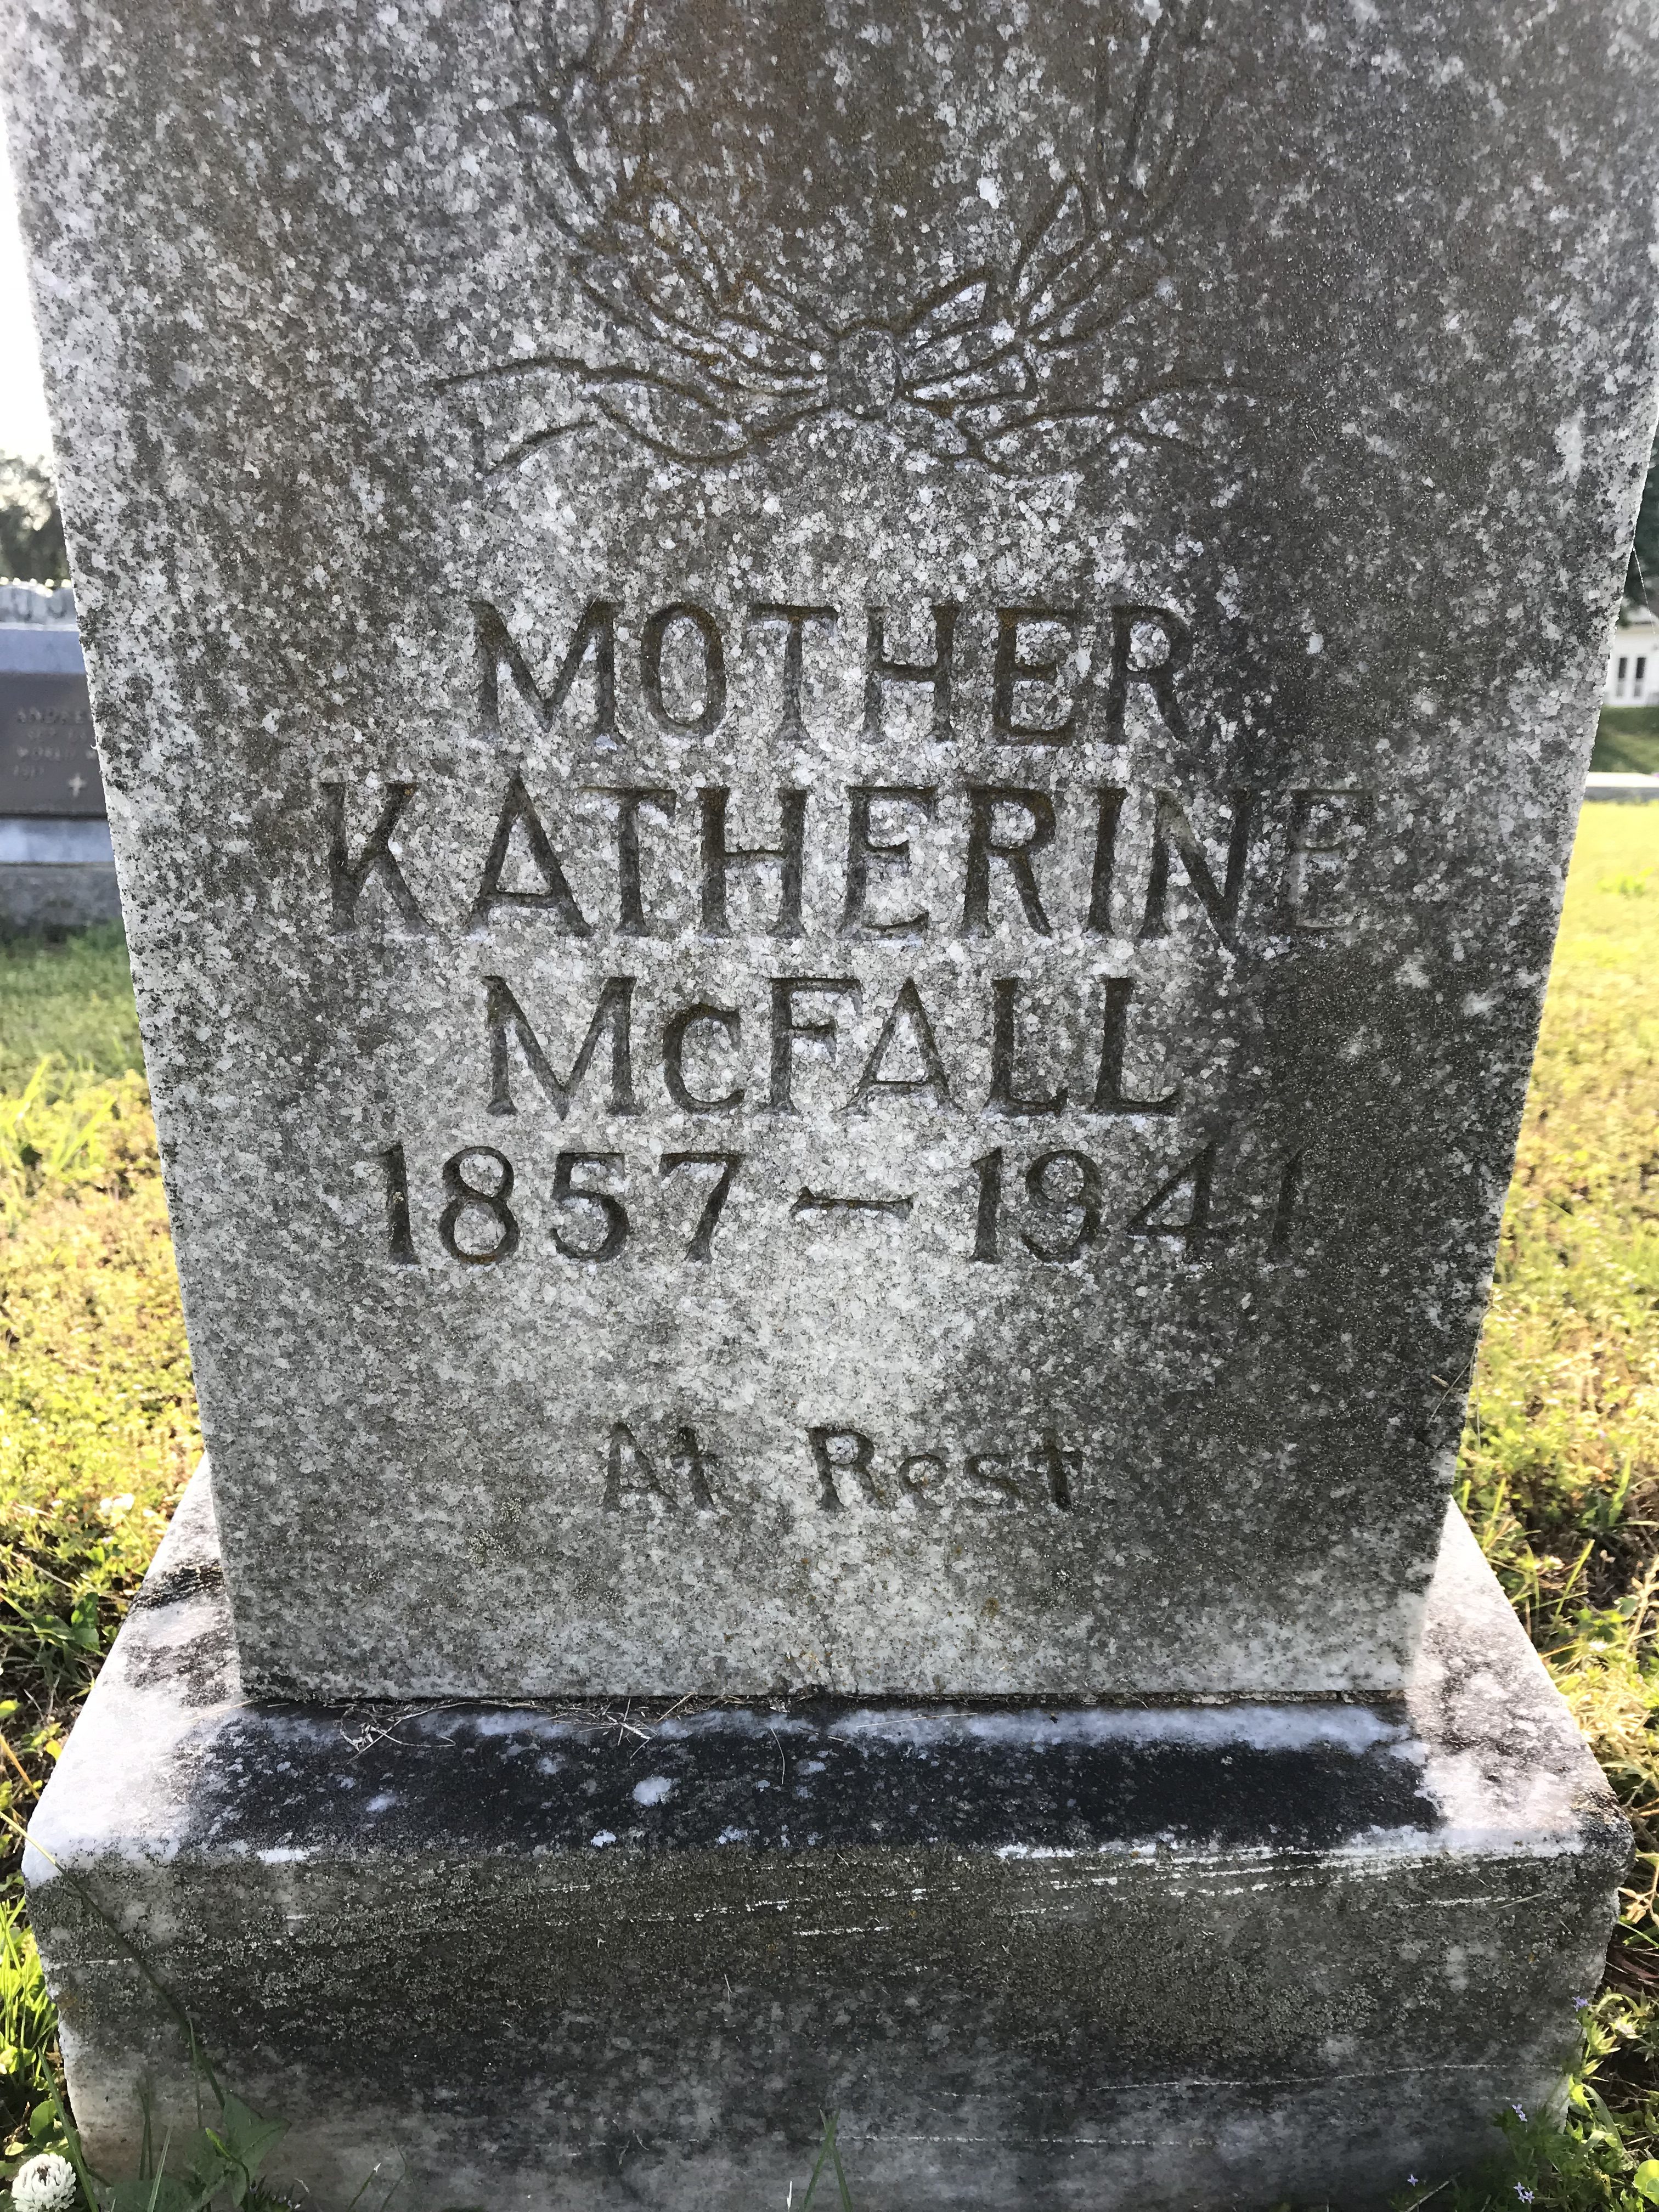 MOTHER
KATHERINE
McFALL
1857 - 1941
At Rest